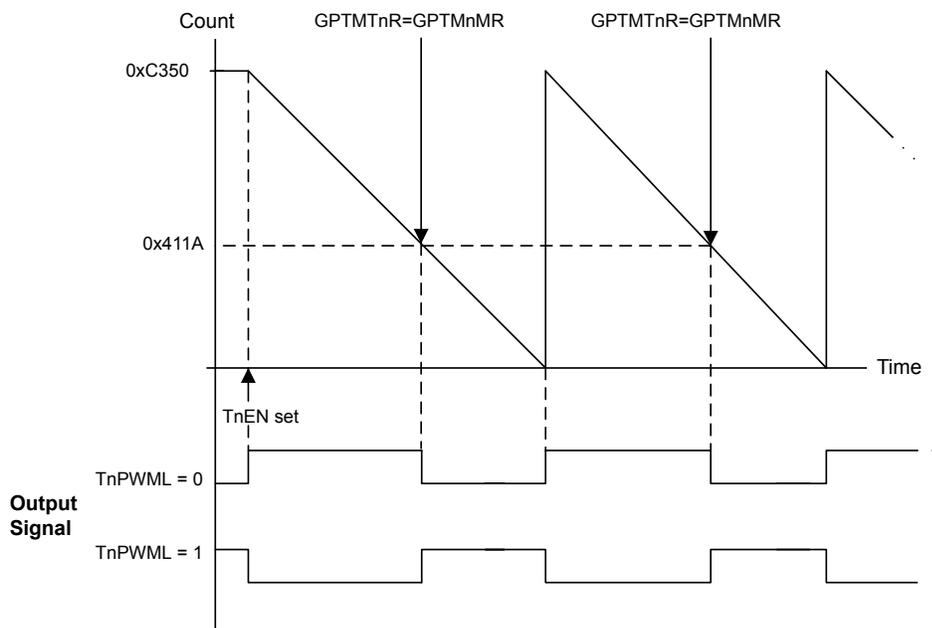 Count
GPTMTnR=GPTMnMR
GPTMTnR=GPTMnMR
0xC350
0x411A
Time
TnEN set
TnPWML = 0
Output
Signal
TnPWML = 1